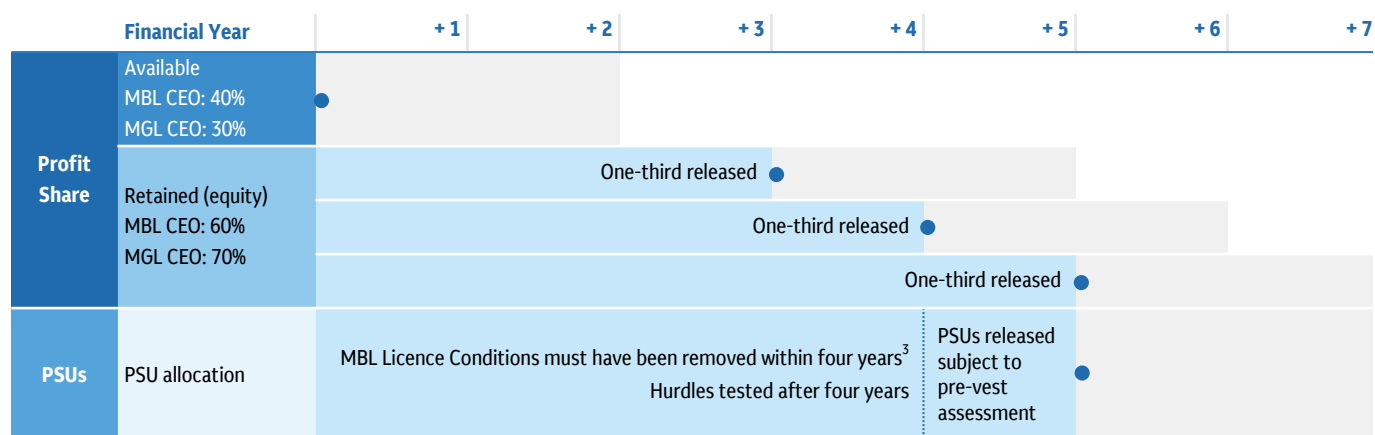 Financial Year + 1 + 2 + 3 + 4 + 5 + 6 + 7
Profit
Share
Available
MBL CEO: 40%
MGL CEO: 30%
Retained (equity)
MBL CEO: 60%
MGL CEO: 70%
One-third released
One-third released
One-third released
PSUs
PSU allocation
MBL Licence Conditions must have been removed within four years³
Hurdles tested after four years
PSUs released
subject to
pre-vest
assessment